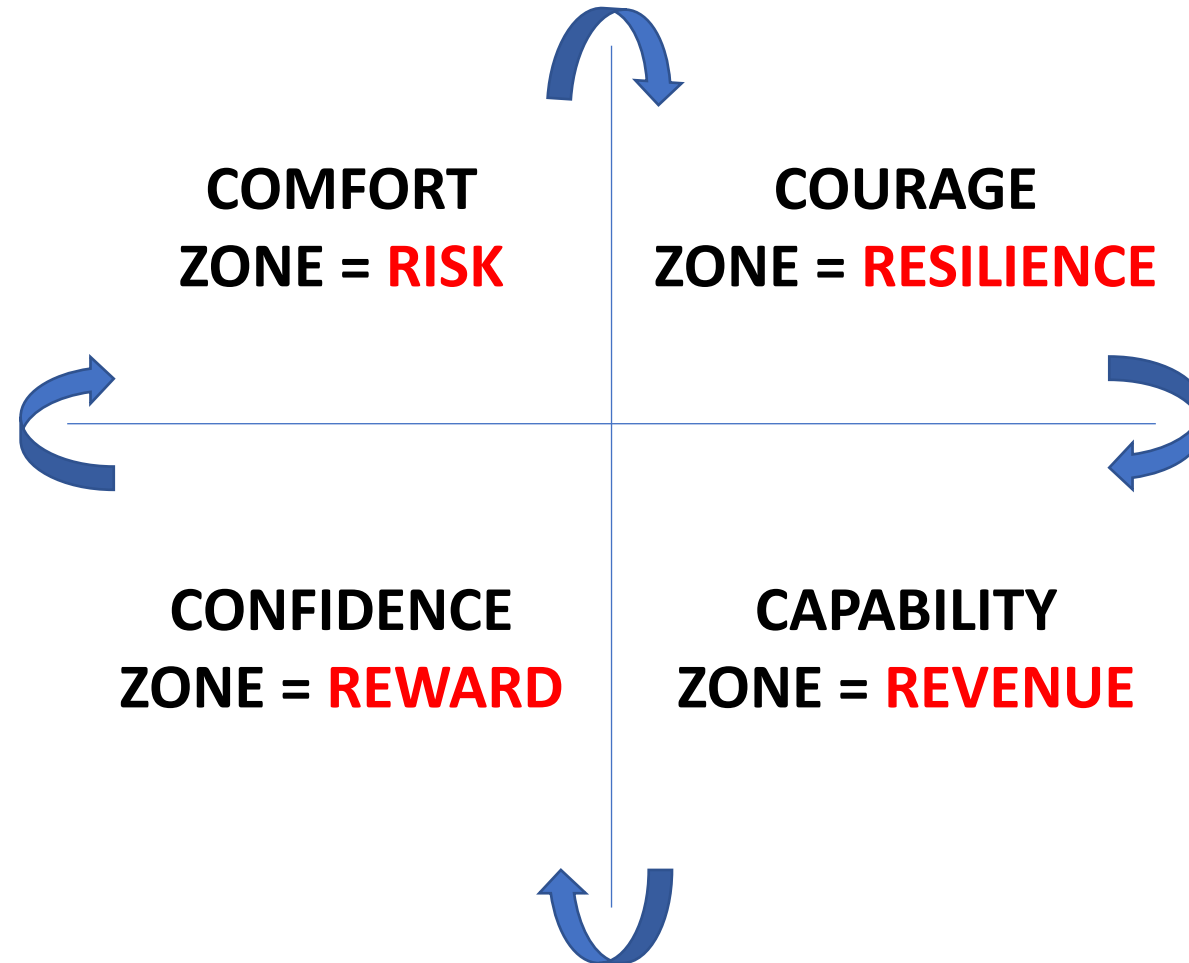 COMFORT
ZONE = RISK
COURAGE
ZONE = RESILIENCE
CONFIDENCE
ZONE = REWARD
CAPABILITY
ZONE = REVENUE